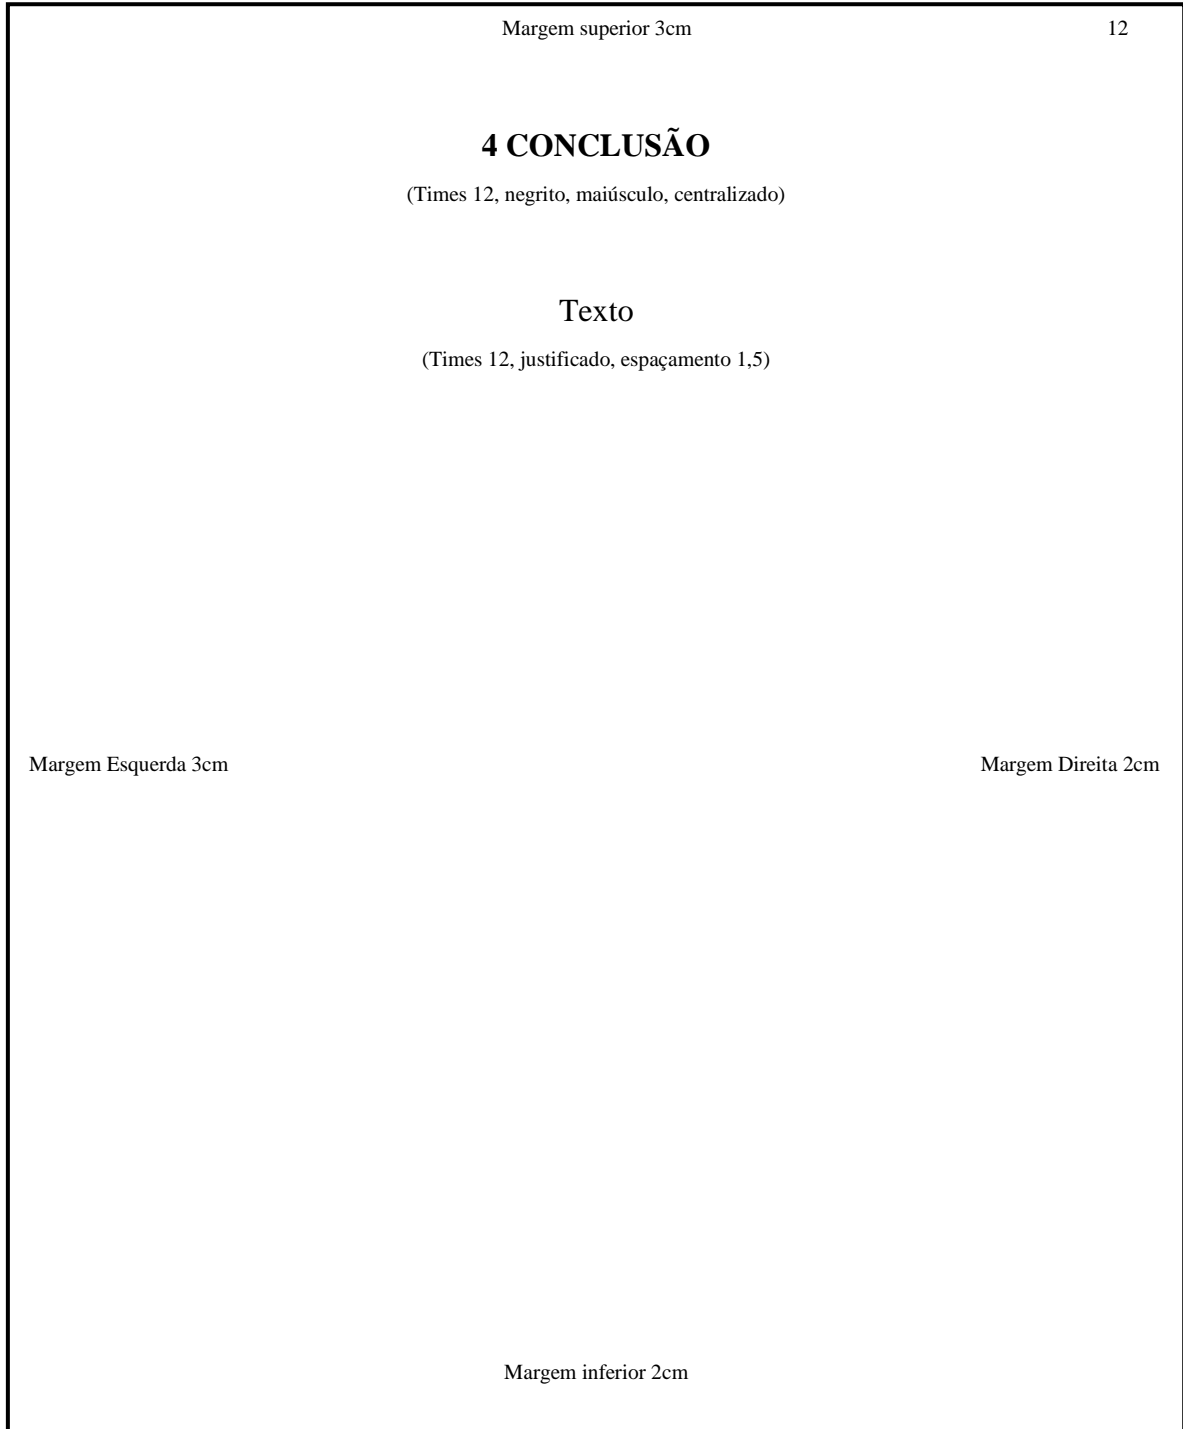 Margem superior 3cm 12
4 CONCLUSÃO
(Times 12, negrito, maiúsculo, centralizado)
Texto
(Times 12, justificado, espaçamento 1,5)
Margem Esquerda 3cm Margem Direita 2cm
Margem inferior 2cm